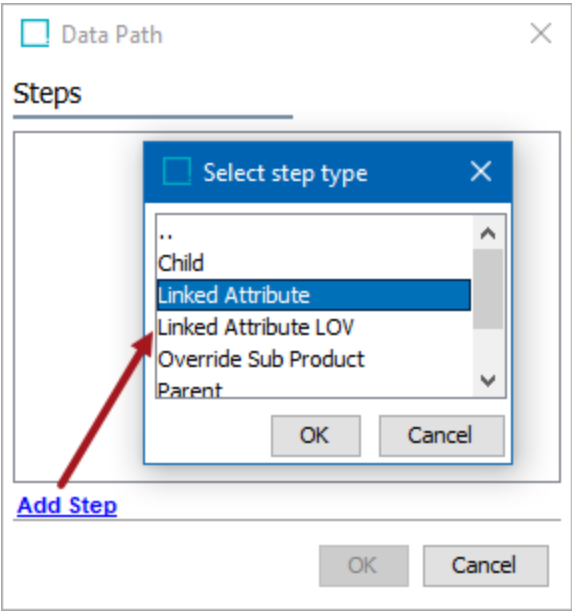 Data Path
Steps
Select step type
..
Child
Linked Attribute
Linked Attribute LOV
Override Sub Product
Parent
OK Cancel
Add Step
OK Cancel